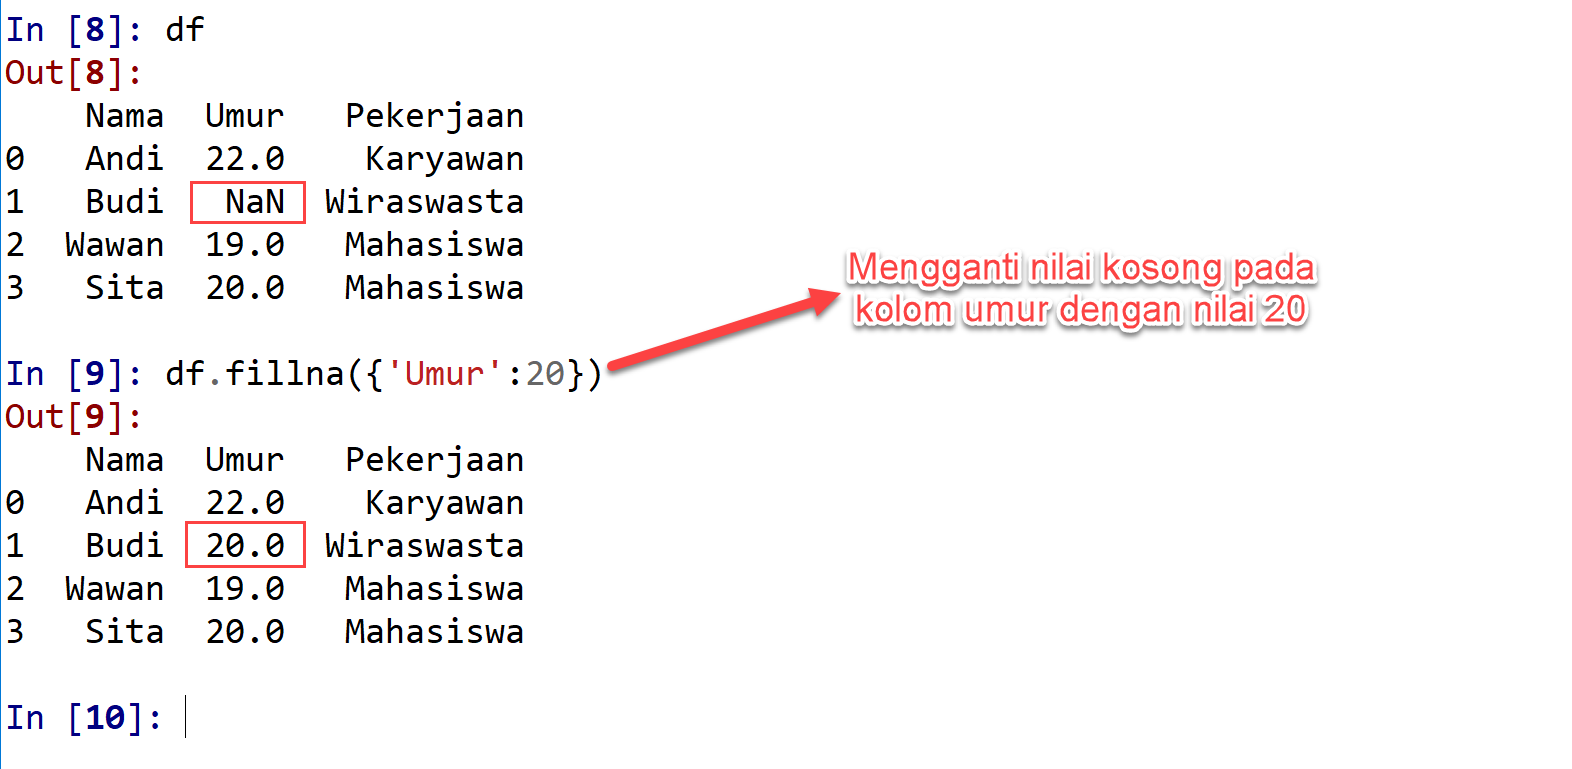 In [8]: df
Out[8]:
Nama Umur Pekerjaan
0 Andi 22.0 Karyawan
1 Budi NaN Wiraswasta
2 Wawan 19.0 Mahasiswa
3 Sita 20.0 Mahasiswa
Mengganti nilai kosong pada
kolom umur dengan nilai 20
In [9]: df.fillna({'Umur':20})
Out[9]:
Nama Umur Pekerjaan
0 Andi 22.0 Karyawan
1 Budi 20.0 Wiraswasta
2 Wawan 19.0 Mahasiswa
3 Sita 20.0 Mahasiswa
In [10]: